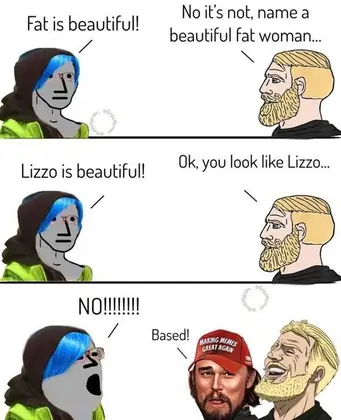 Fat is beautiful!
No it's not, name a
beautiful fat woman...
Lizzo is beautiful!
Ok, you look like Lizzo...
NO!!!!!!!!
Based!
MAKING MEMES
GREAT AGAIN